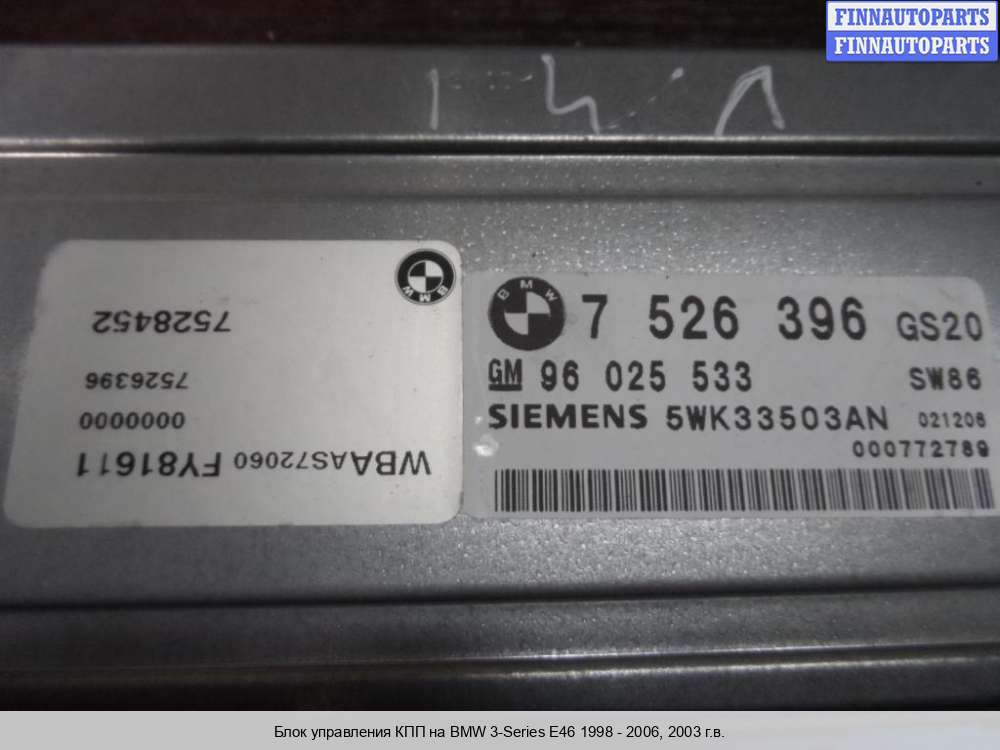 FINNAUTOPARTS
FINNAUTOPARTS
BMW
7528452
7526396
0000000
WBAAS72060 FY81611
BMW
7 526 396 GS20
GM 96 025 533 SW86
SIEMENS 5WK33503AN 021206
000772789
Блок управления КПП на BMW 3-Series E46 1998 - 2006, 2003 г.в.